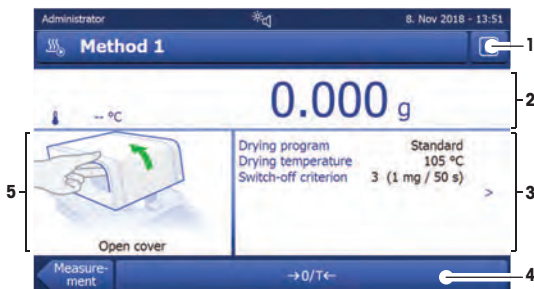 Administrator 8. Nov 2018 - 13:51
Method 1
1
-- °C 0.000 g
2
Drying program Standard
Drying temperature 105 °C
Switch-off criterion 3 (1 mg / 50 s)
>
3
5
Open cover
Measure-
ment
→0/T←
4